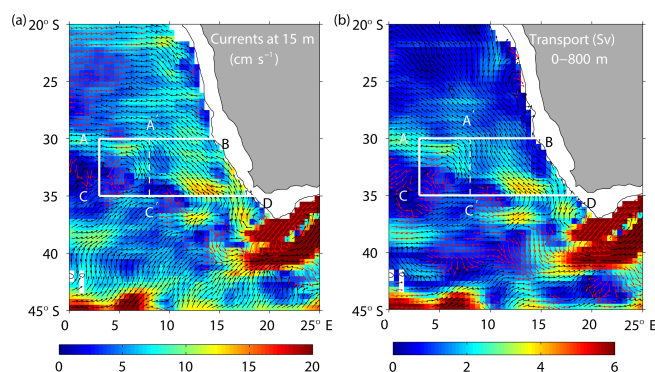 (a)
20° S
Currents at 15 m
(cm s⁻¹)
25
A
A'
30
B
35
C
C'
D
40
45° S
0
5
10
15
20
25° E
0
5
10
15
20
(b)
20° S
Transport (Sv)
0–800 m
25
A
A'
30
B
35
C
C'
D
40
45° S
0
5
10
15
20
25° E
0
2
4
6